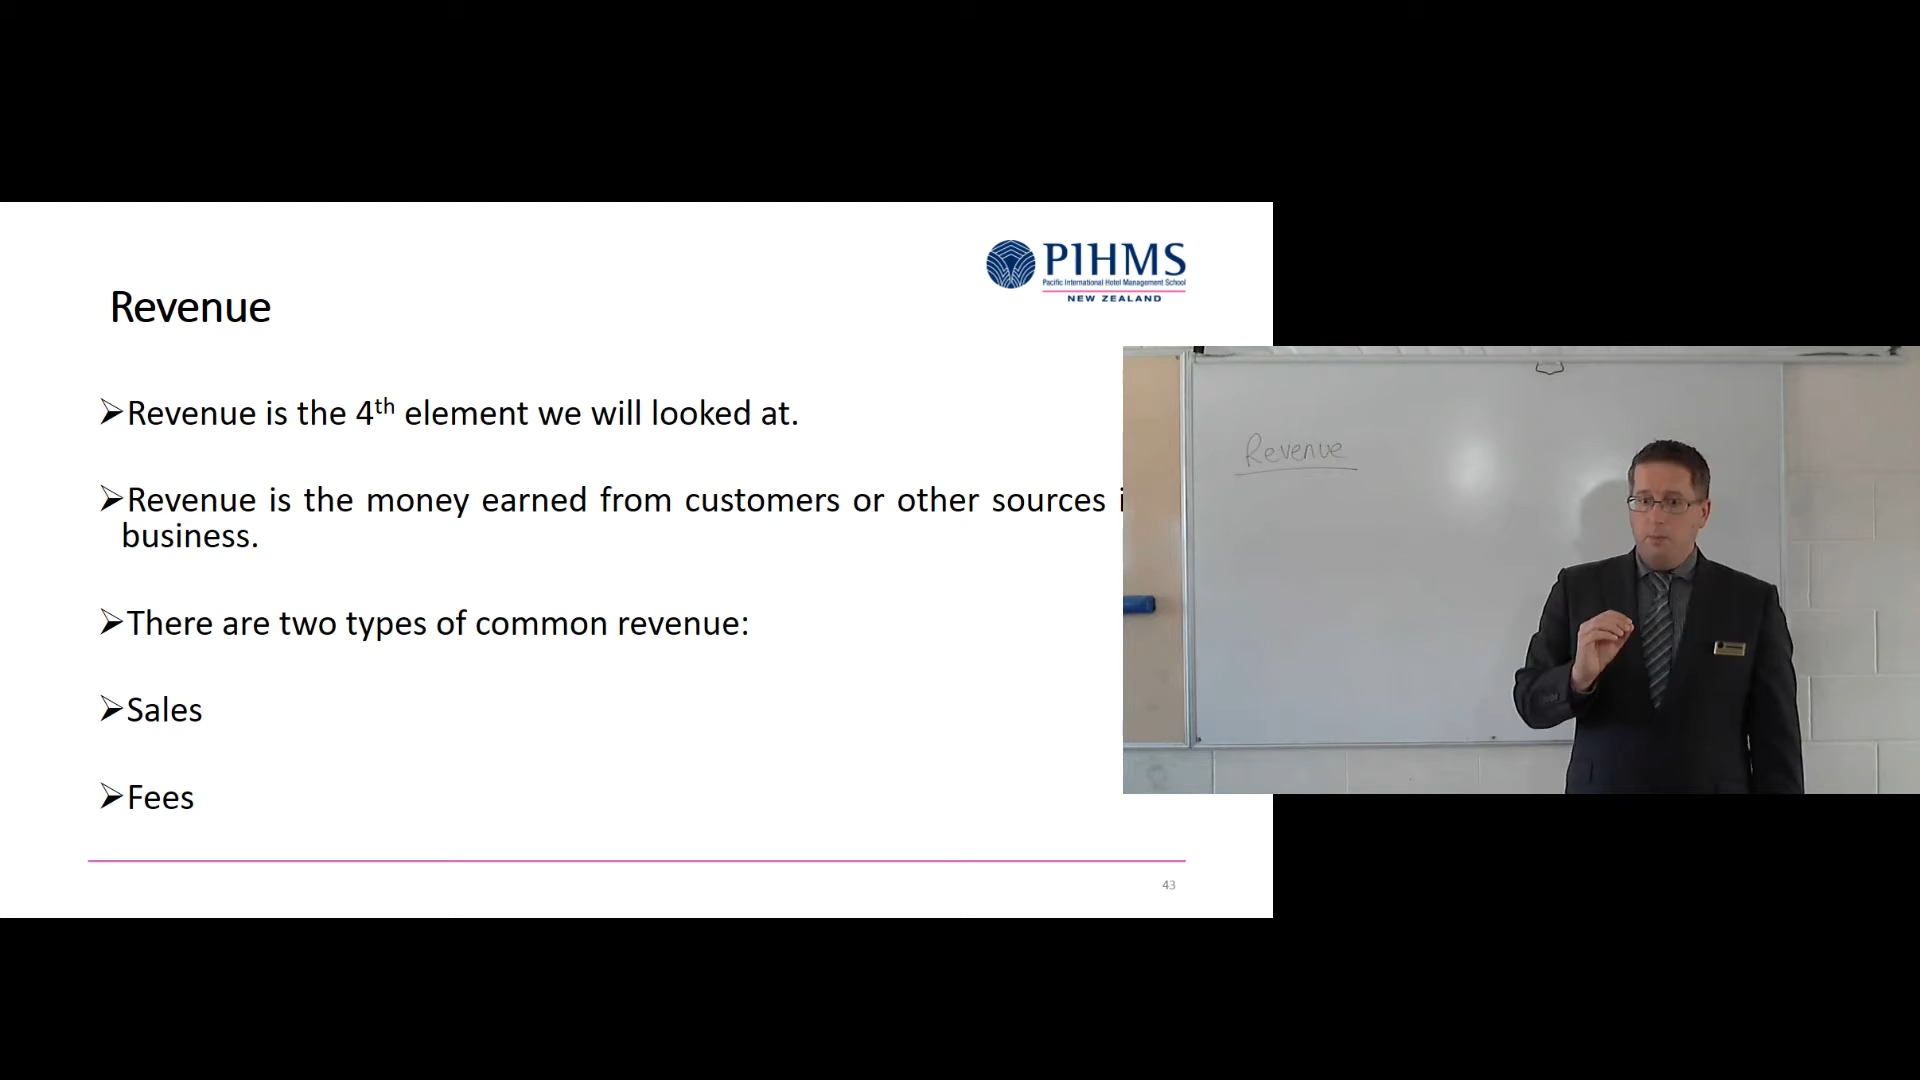 PIHMS
Pacific International Hotel Management School
NEW ZEALAND
Revenue
➢Revenue is the 4th element we will looked at.
➢Revenue is the money earned from customers or other sources
business.
➢There are two types of common revenue:
➢Sales
➢Fees
43
Revenue